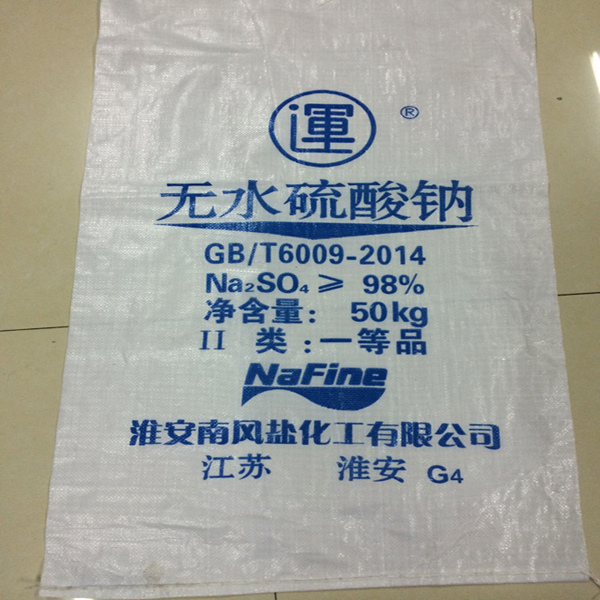 運 ®
无水硫酸钠
GB/T6009-2014
Na₂SO₄ ≥ 98%
净含量: 50kg
II 类:一等品
NaFine
淮安南风盐化工有限公司
江苏 淮安 G4